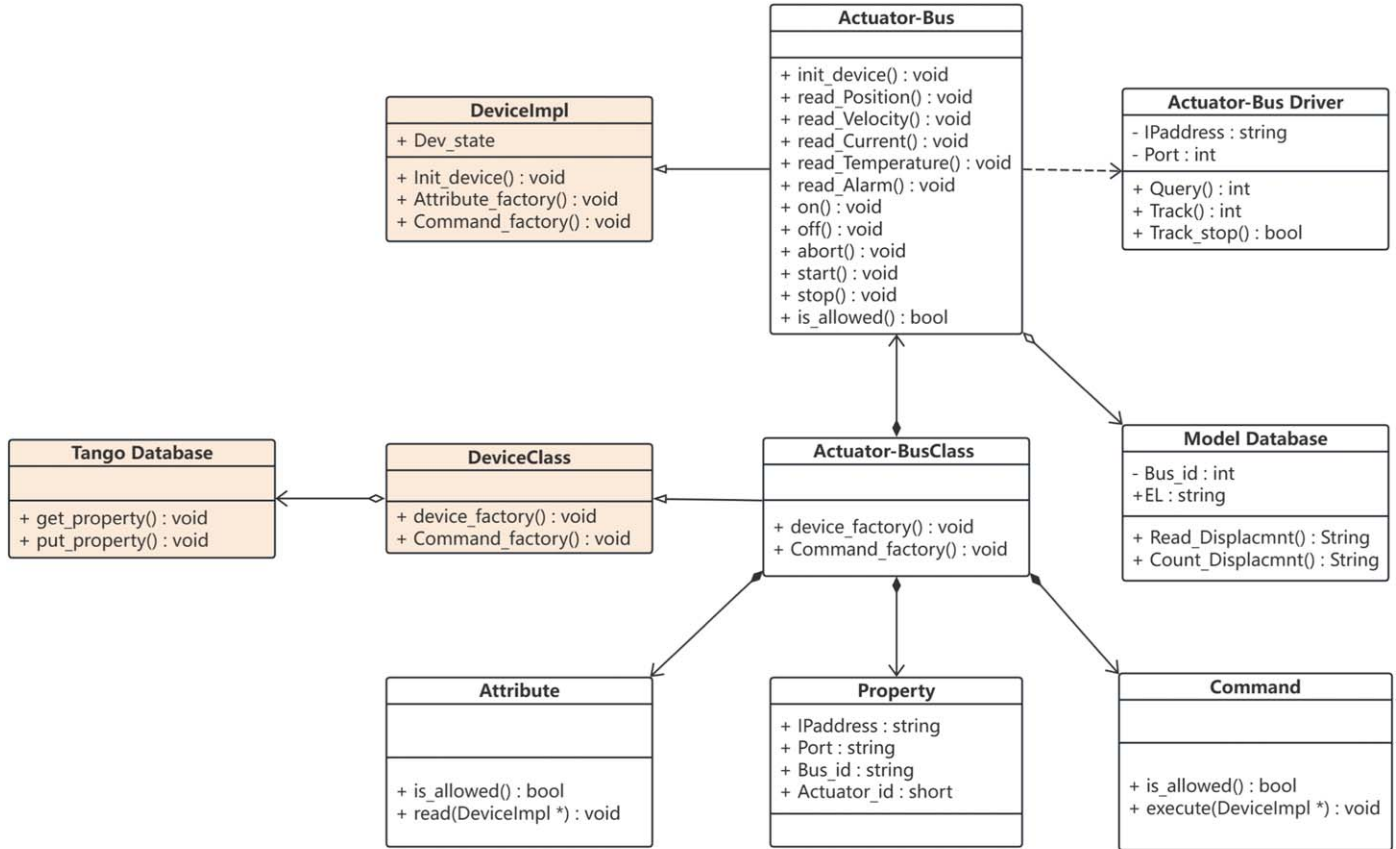 Actuator-Bus
+ init_device() : void
+ read_Position() : void
+ read_Velocity() : void
+ read_Current() : void
+ read_Temperature() : void
+ read_Alarm() : void
+ on() : void
+ off() : void
+ abort() : void
+ start() : void
+ stop() : void
+ is_allowed() : bool
DeviceImpl
+ Dev_state
+ Init_device() : void
+ Attribute_factory() : void
+ Command_factory() : void
Actuator-Bus Driver
- IPaddress : string
- Port : int
+ Query() : int
+ Track() : int
+ Track_stop() : bool
Tango Database
+ get_property() : void
+ put_property() : void
DeviceClass
+ device_factory() : void
+ Command_factory() : void
Actuator-BusClass
+ device_factory() : void
+ Command_factory() : void
Model Database
- Bus_id : int
+EL : string
+ Read_Displacmnt() : String
+ Count_Displacmnt() : String
Attribute
+ is_allowed() : bool
+ read(DeviceImpl *) : void
Property
+ IPaddress : string
+ Port : string
+ Bus_id : string
+ Actuator_id : short
Command
+ is_allowed() : bool
+ execute(DeviceImpl *) : void